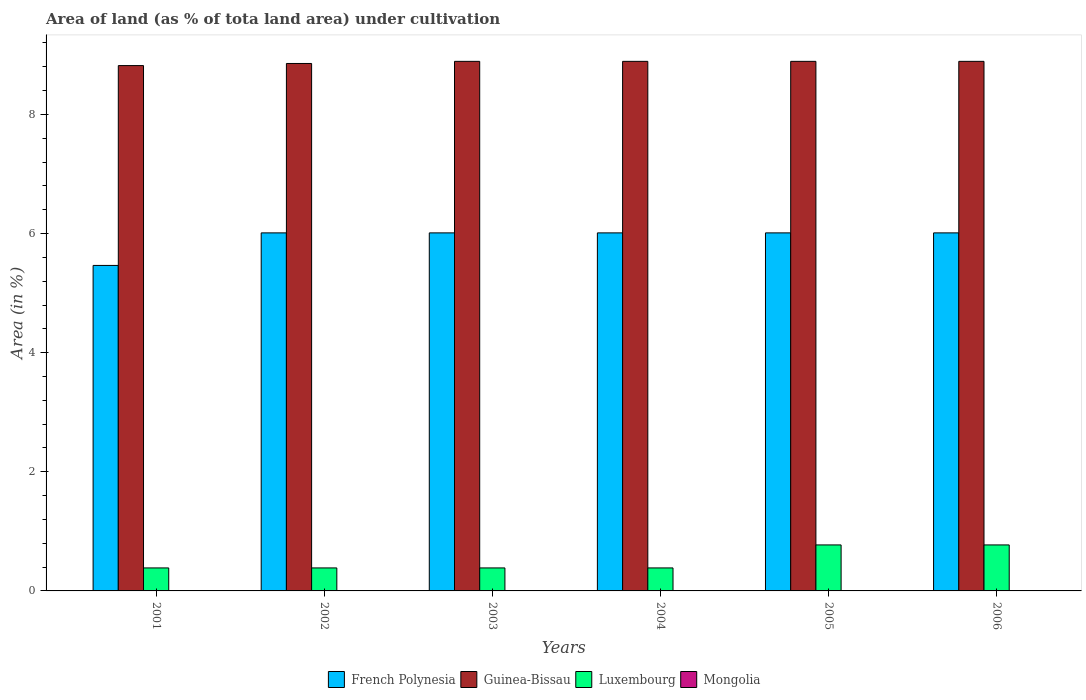 Area of land (as % of tota land area) under cultivation
Area (in %)
8
6
4
2
0
2001
2002
2003
2004
2005
2006
Years
French Polynesia
Guinea-Bissau
Luxembourg
Mongolia